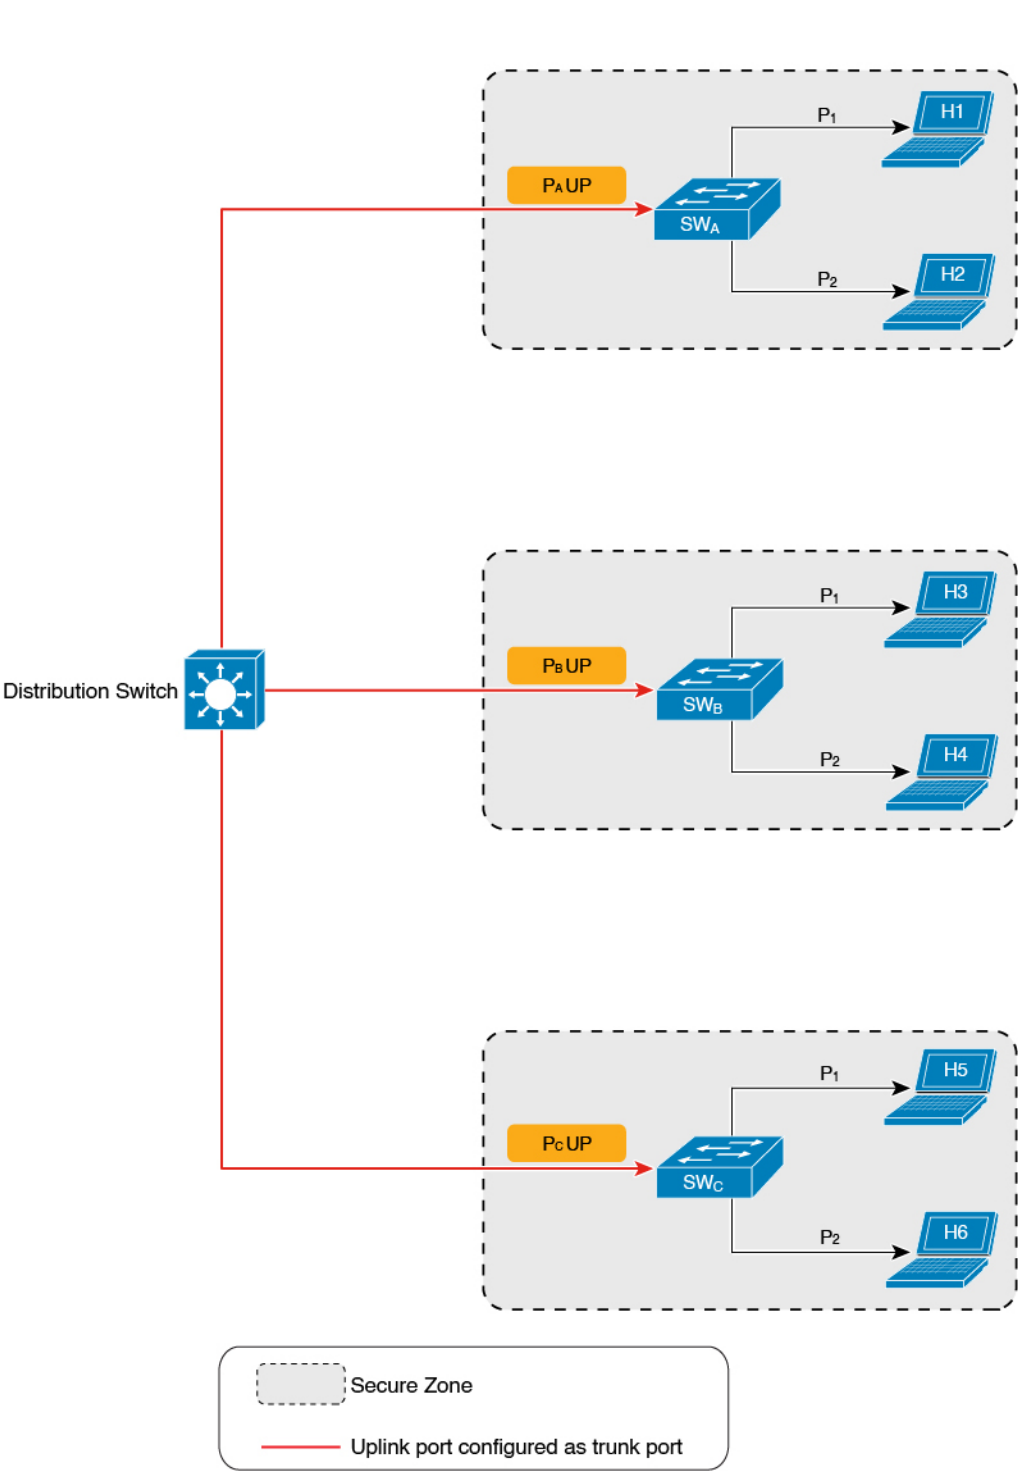 P1
H1
PA UP
SWA
P2
H2
P1
H3
PB UP
Distribution Switch
SWB
P2
H4
P1
H5
PC UP
SWC
P2
H6
Secure Zone
Uplink port configured as trunk port